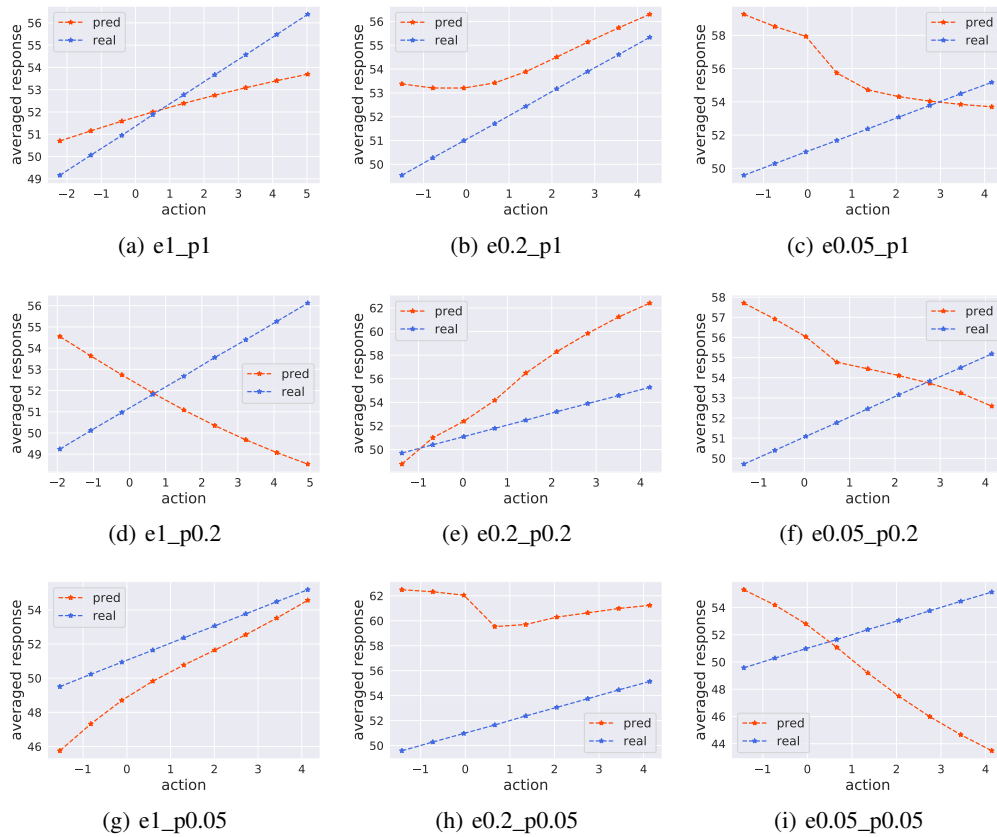 56
55
54
53
52
51
50
49
averaged response
pred
real
−2 −1 0 1 2 3 4 5
action
(a) e1_p1
56
55
54
53
52
51
50
averaged response
pred
real
−1 0 1 2 3 4
action
(b) e0.2_p1
58
56
54
52
50
averaged response
pred
real
−1 0 1 2 3 4
action
(c) e0.05_p1
56
55
54
53
52
51
50
49
averaged response
pred
real
−2 −1 0 1 2 3 4 5
action
(d) e1_p0.2
62
60
58
56
54
52
50
averaged response
pred
real
−1 0 1 2 3 4
action
(e) e0.2_p0.2
58
57
56
55
54
53
52
51
50
averaged response
pred
real
−1 0 1 2 3 4
action
(f) e0.05_p0.2
54
52
50
48
46
averaged response
pred
real
−1 0 1 2 3 4
action
(g) e1_p0.05
62
60
58
56
54
52
50
averaged response
pred
real
−1 0 1 2 3 4
action
(h) e0.2_p0.05
54
52
50
48
46
44
averaged response
pred
real
−1 0 1 2 3 4
action
(i) e0.05_p0.05